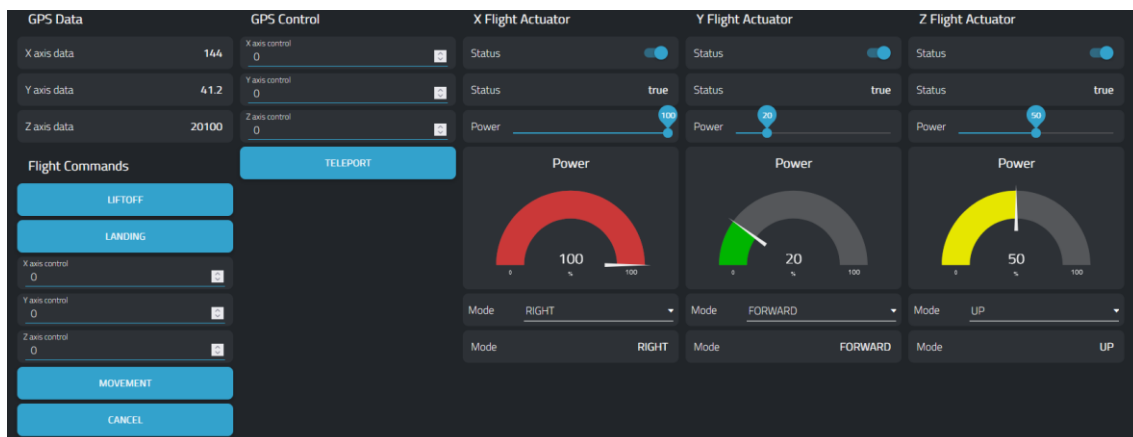 GPS Data
X axis data 144
Y axis data 41.2
Z axis data 20100
Flight Commands
LIFTOFF
LANDING
X axis control
0
Y axis control
0
Z axis control
0
MOVEMENT
CANCEL
GPS Control
X axis control
0
Y axis control
0
Z axis control
0
TELEPORT
X Flight Actuator
Status
Status true
Power 100
Power
100
%
0 100
Mode RIGHT
Mode RIGHT
Y Flight Actuator
Status
Status true
Power 20
Power
20
%
0 100
Mode FORWARD
Mode FORWARD
Z Flight Actuator
Status
Status true
Power 50
Power
50
%
0 100
Mode UP
Mode UP